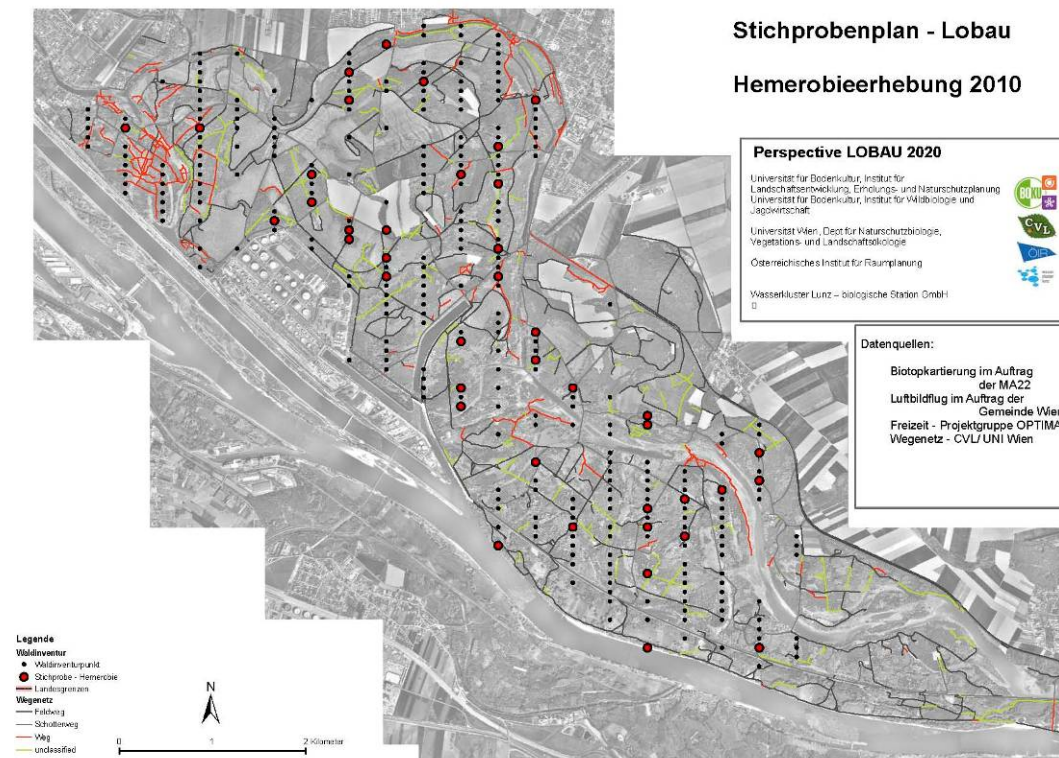 Stichprobenplan - Lobau
Hemerobieerhebung 2010
Perspective LOBAU 2020
Universität für Bodenkultur, Institut für
Landschaftsentwicklung, Erholungs- und Naturschutzplanung
Universität für Bodenkultur, Institut für Wildbiologie und
Jagdwirtschaft
Universität Wien, Dept für Naturschutzbiologie,
Vegetations- und Landschaftsökologie
Österreichisches Institut für Raumplanung
Wasserkluster Lunz – biologische Station GmbH
BOKU
CVL
ÖIR
Datenquellen:
Biotopkartierung im Auftrag
der MA22
Luftbildflug im Auftrag der
Gemeinde Wien
Freizeit - Projektgruppe OPTIMA
Wegenetz - CVL/ UNI Wien
Legende
Waldinventur
Waldinventurpunkt
Stichprobe - Hemerobie
Landesgrenzen
Wegenetz
Feldweg
Schotterweg
Weg
unclassified
N
0 1 2 Kilometer